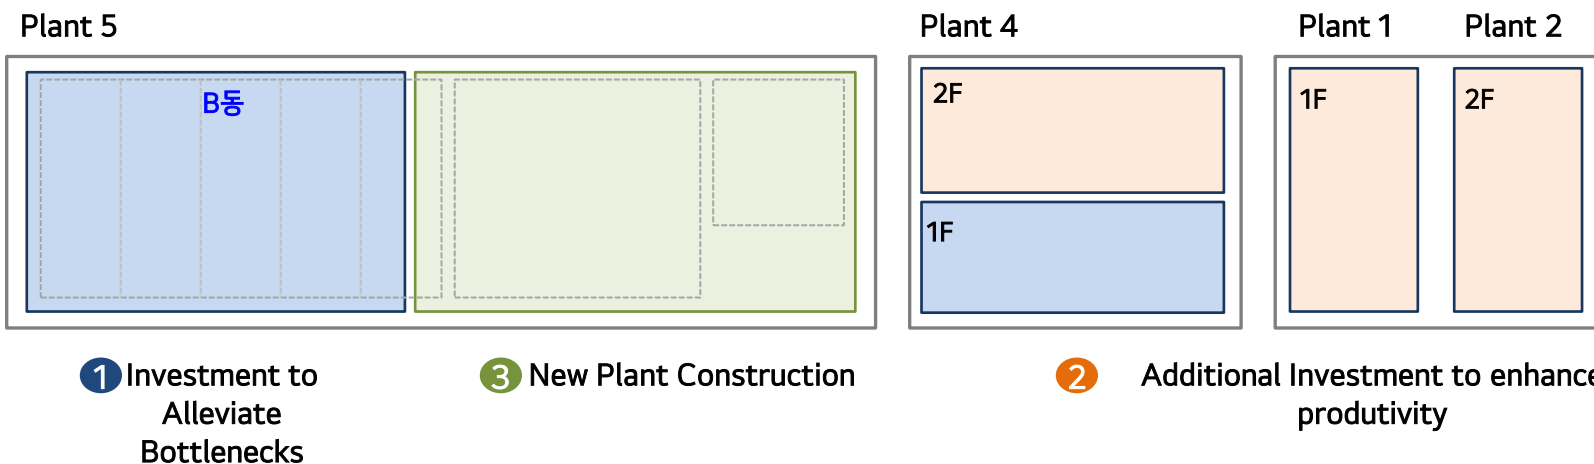 Plant 5
Plant 4
Plant 1
Plant 2
B동
2F
1F
1F
2F
1 Investment to
Alleviate
Bottlenecks
3 New Plant Construction
2 Additional Investment to enhance
produtivity